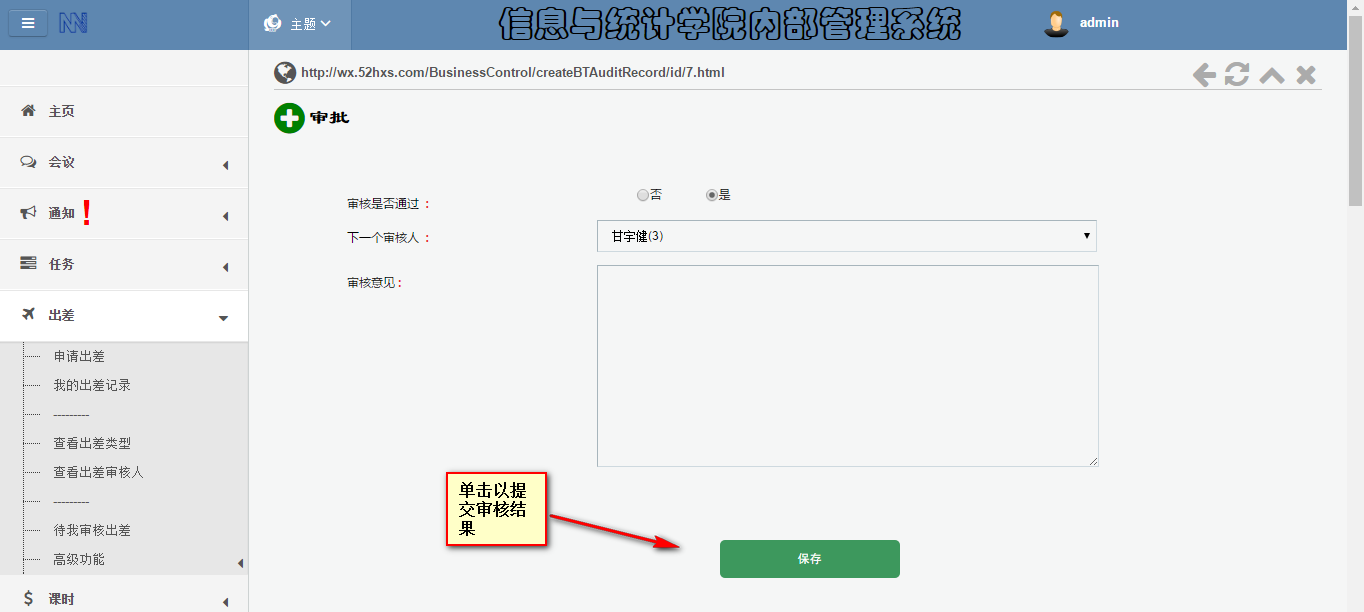 主题
信息与统计学院内部管理系统
admin
http://wx.52hxs.com/BusinessControl/createBTAuditRecord/id/7.html
主页
会议
通知！
任务
出差
申请出差
我的出差记录
---------
查看出差类型
查看出差审核人
---------
待我审核出差
高级功能
$ 课时
审批
审核是否通过：
否 是
下一个审核人：
甘宇健(3)
审核意见：
单击以提
交审核结
果
保存